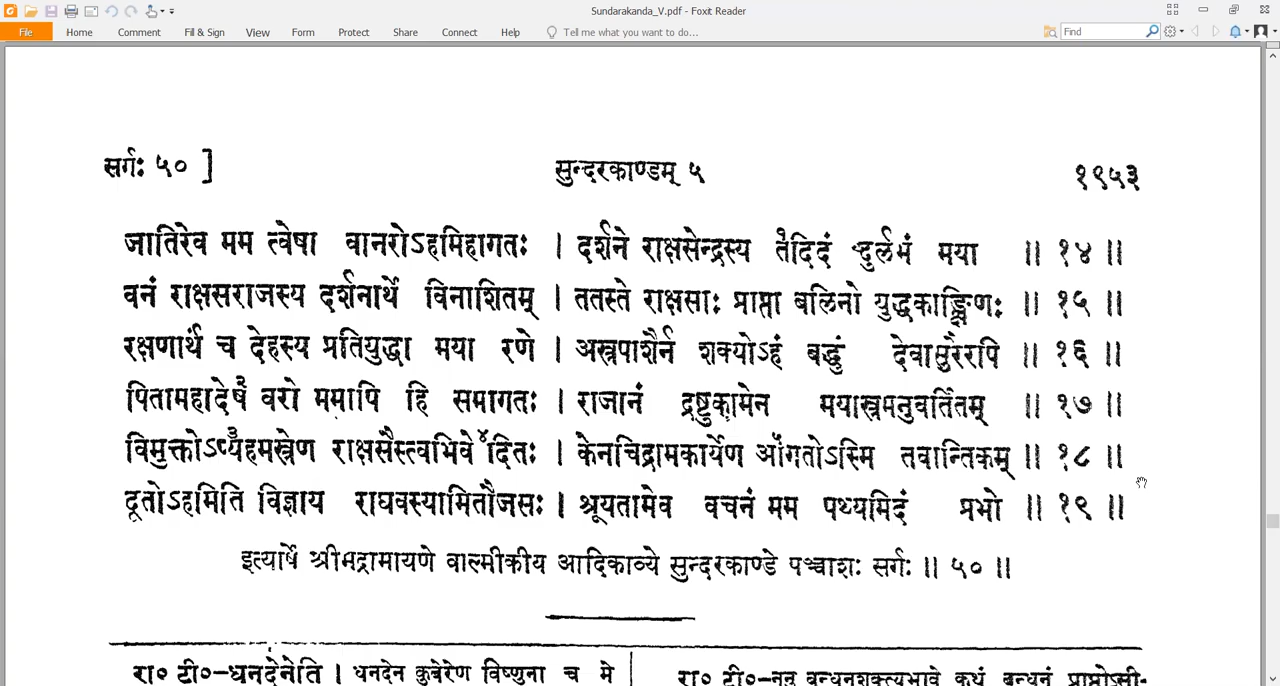 Sundarakanda_V.pdf - Foxit Reader
File Home Comment Fill & Sign View Form Protect Share Connect Help Tell me what you want to do... Find
सर्गः ५० ] सुन्दरकाण्डम् ५ १९५३
जातिरेव मम त्वेषा वानरोऽहमिहागतः । दर्शने राक्षसेन्द्रस्य तैदिदं दुर्लभं मया ॥ १४ ॥
वनं राक्षसराजस्य दर्शनार्थे विनाशितम् । ततस्ते राक्षसाः प्राप्ता बलिनो युद्धकाङ्क्षिणः ॥ १५ ॥
रक्षणार्थं च देहस्य प्रतियुद्धा मया रणे । अस्त्रपाशैर्न शक्योऽहं बद्धुं देवासुरैरपि ॥ १६ ॥
पितामहादेष वरो ममापि हि समागतः । राजानं द्रष्टुकामेन मयास्त्रमनुवर्तितम् ॥ १७ ॥
विमुक्तोऽप्यहमस्त्रेण राक्षसैस्त्वभिवेदितः । केनचिद्रामकार्येण आगतोऽस्मि तवान्तिकम् ॥ १८ ॥
दूतोऽहमिति विज्ञाय राघवस्यामितौजसः । श्रूयतामेव वचनं मम पथ्यमिदं प्रभो ॥ १९ ॥
इत्यार्षे श्रीमद्रामायणे वाल्मीकीय आदिकाव्ये सुन्दरकाण्डे पञ्चाशः सर्गः ॥ ५० ॥
रा० टी०-धनदेनेति । धनदेन कुबेरेण विष्णुना च मे
रा० टी०-ननु बन्धनशक्त्यभावे कथं बन्धनं प्राप्तोऽसी-